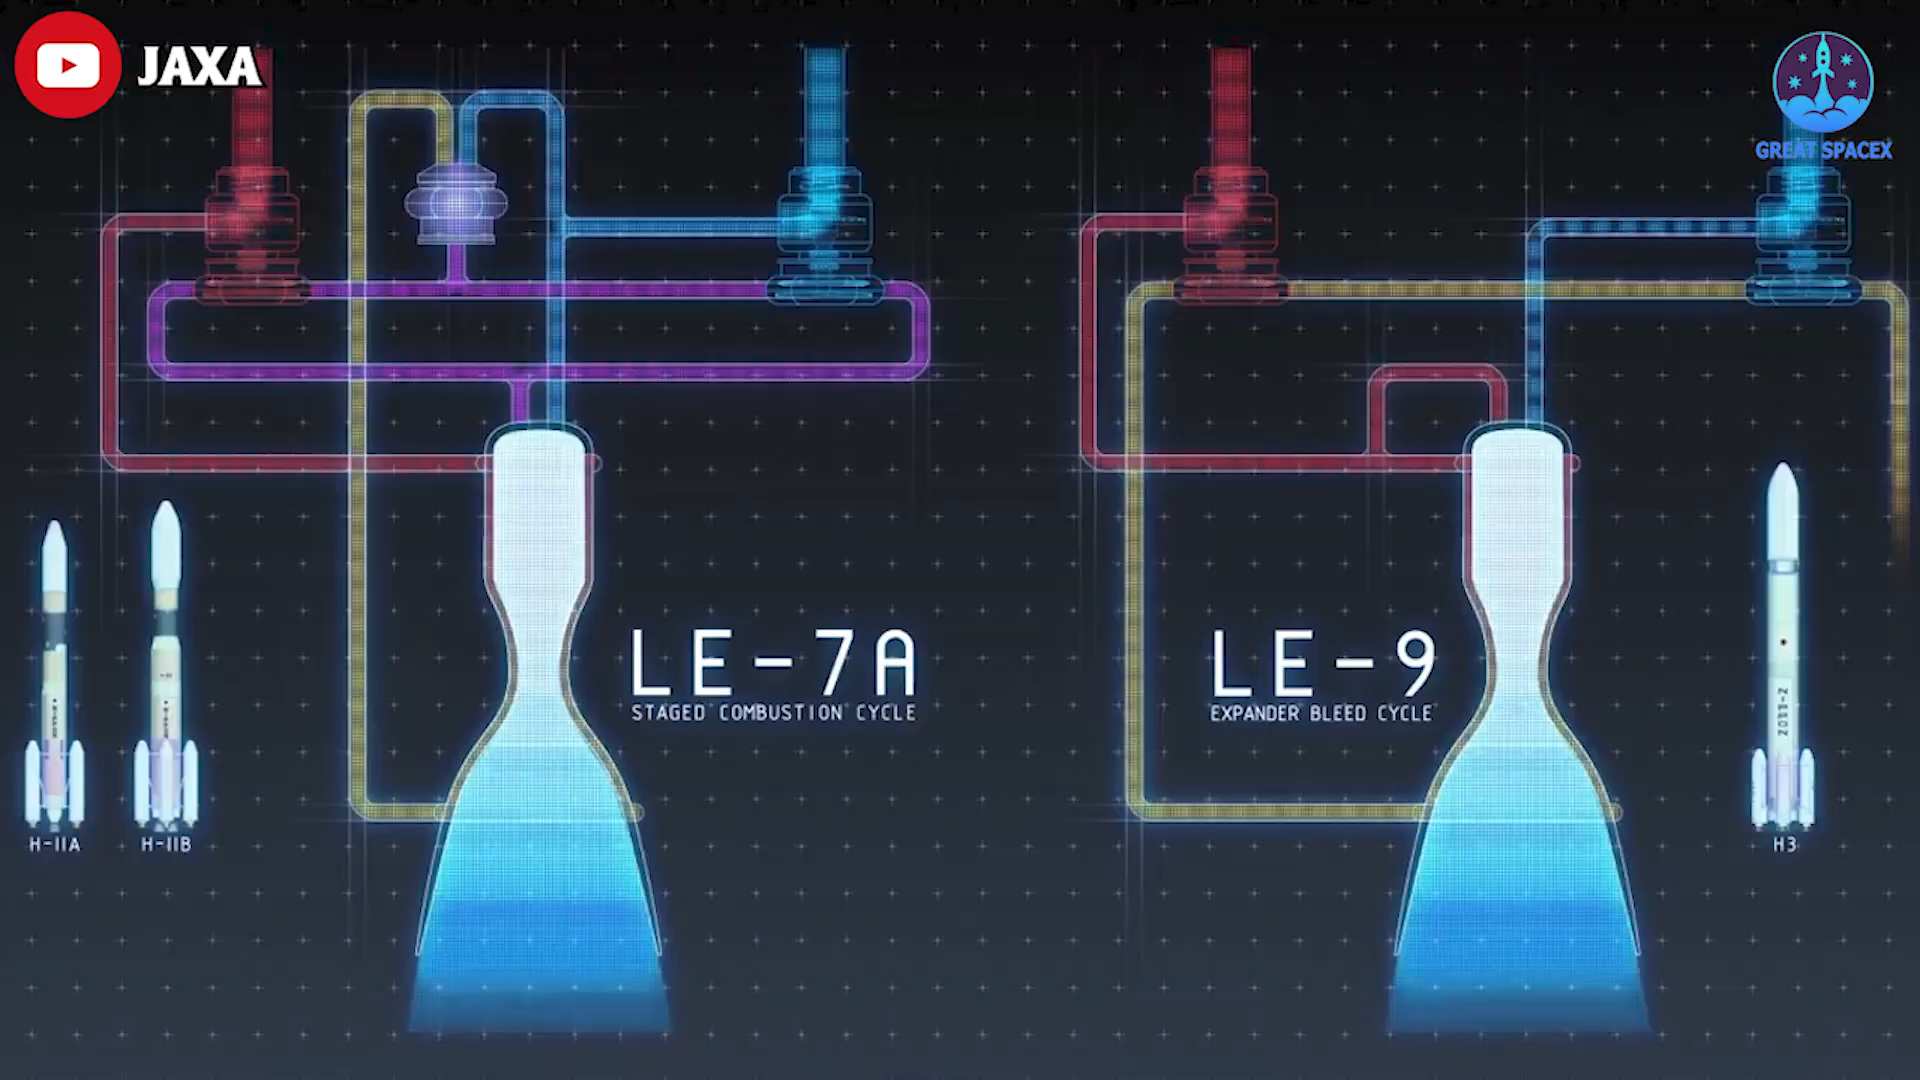 JAXA
GREAT SPACEX
LE-7A
STAGED COMBUSTION CYCLE
LE-9
EXPANDER BLEED CYCLE
H-IIA
H-IIB
H3